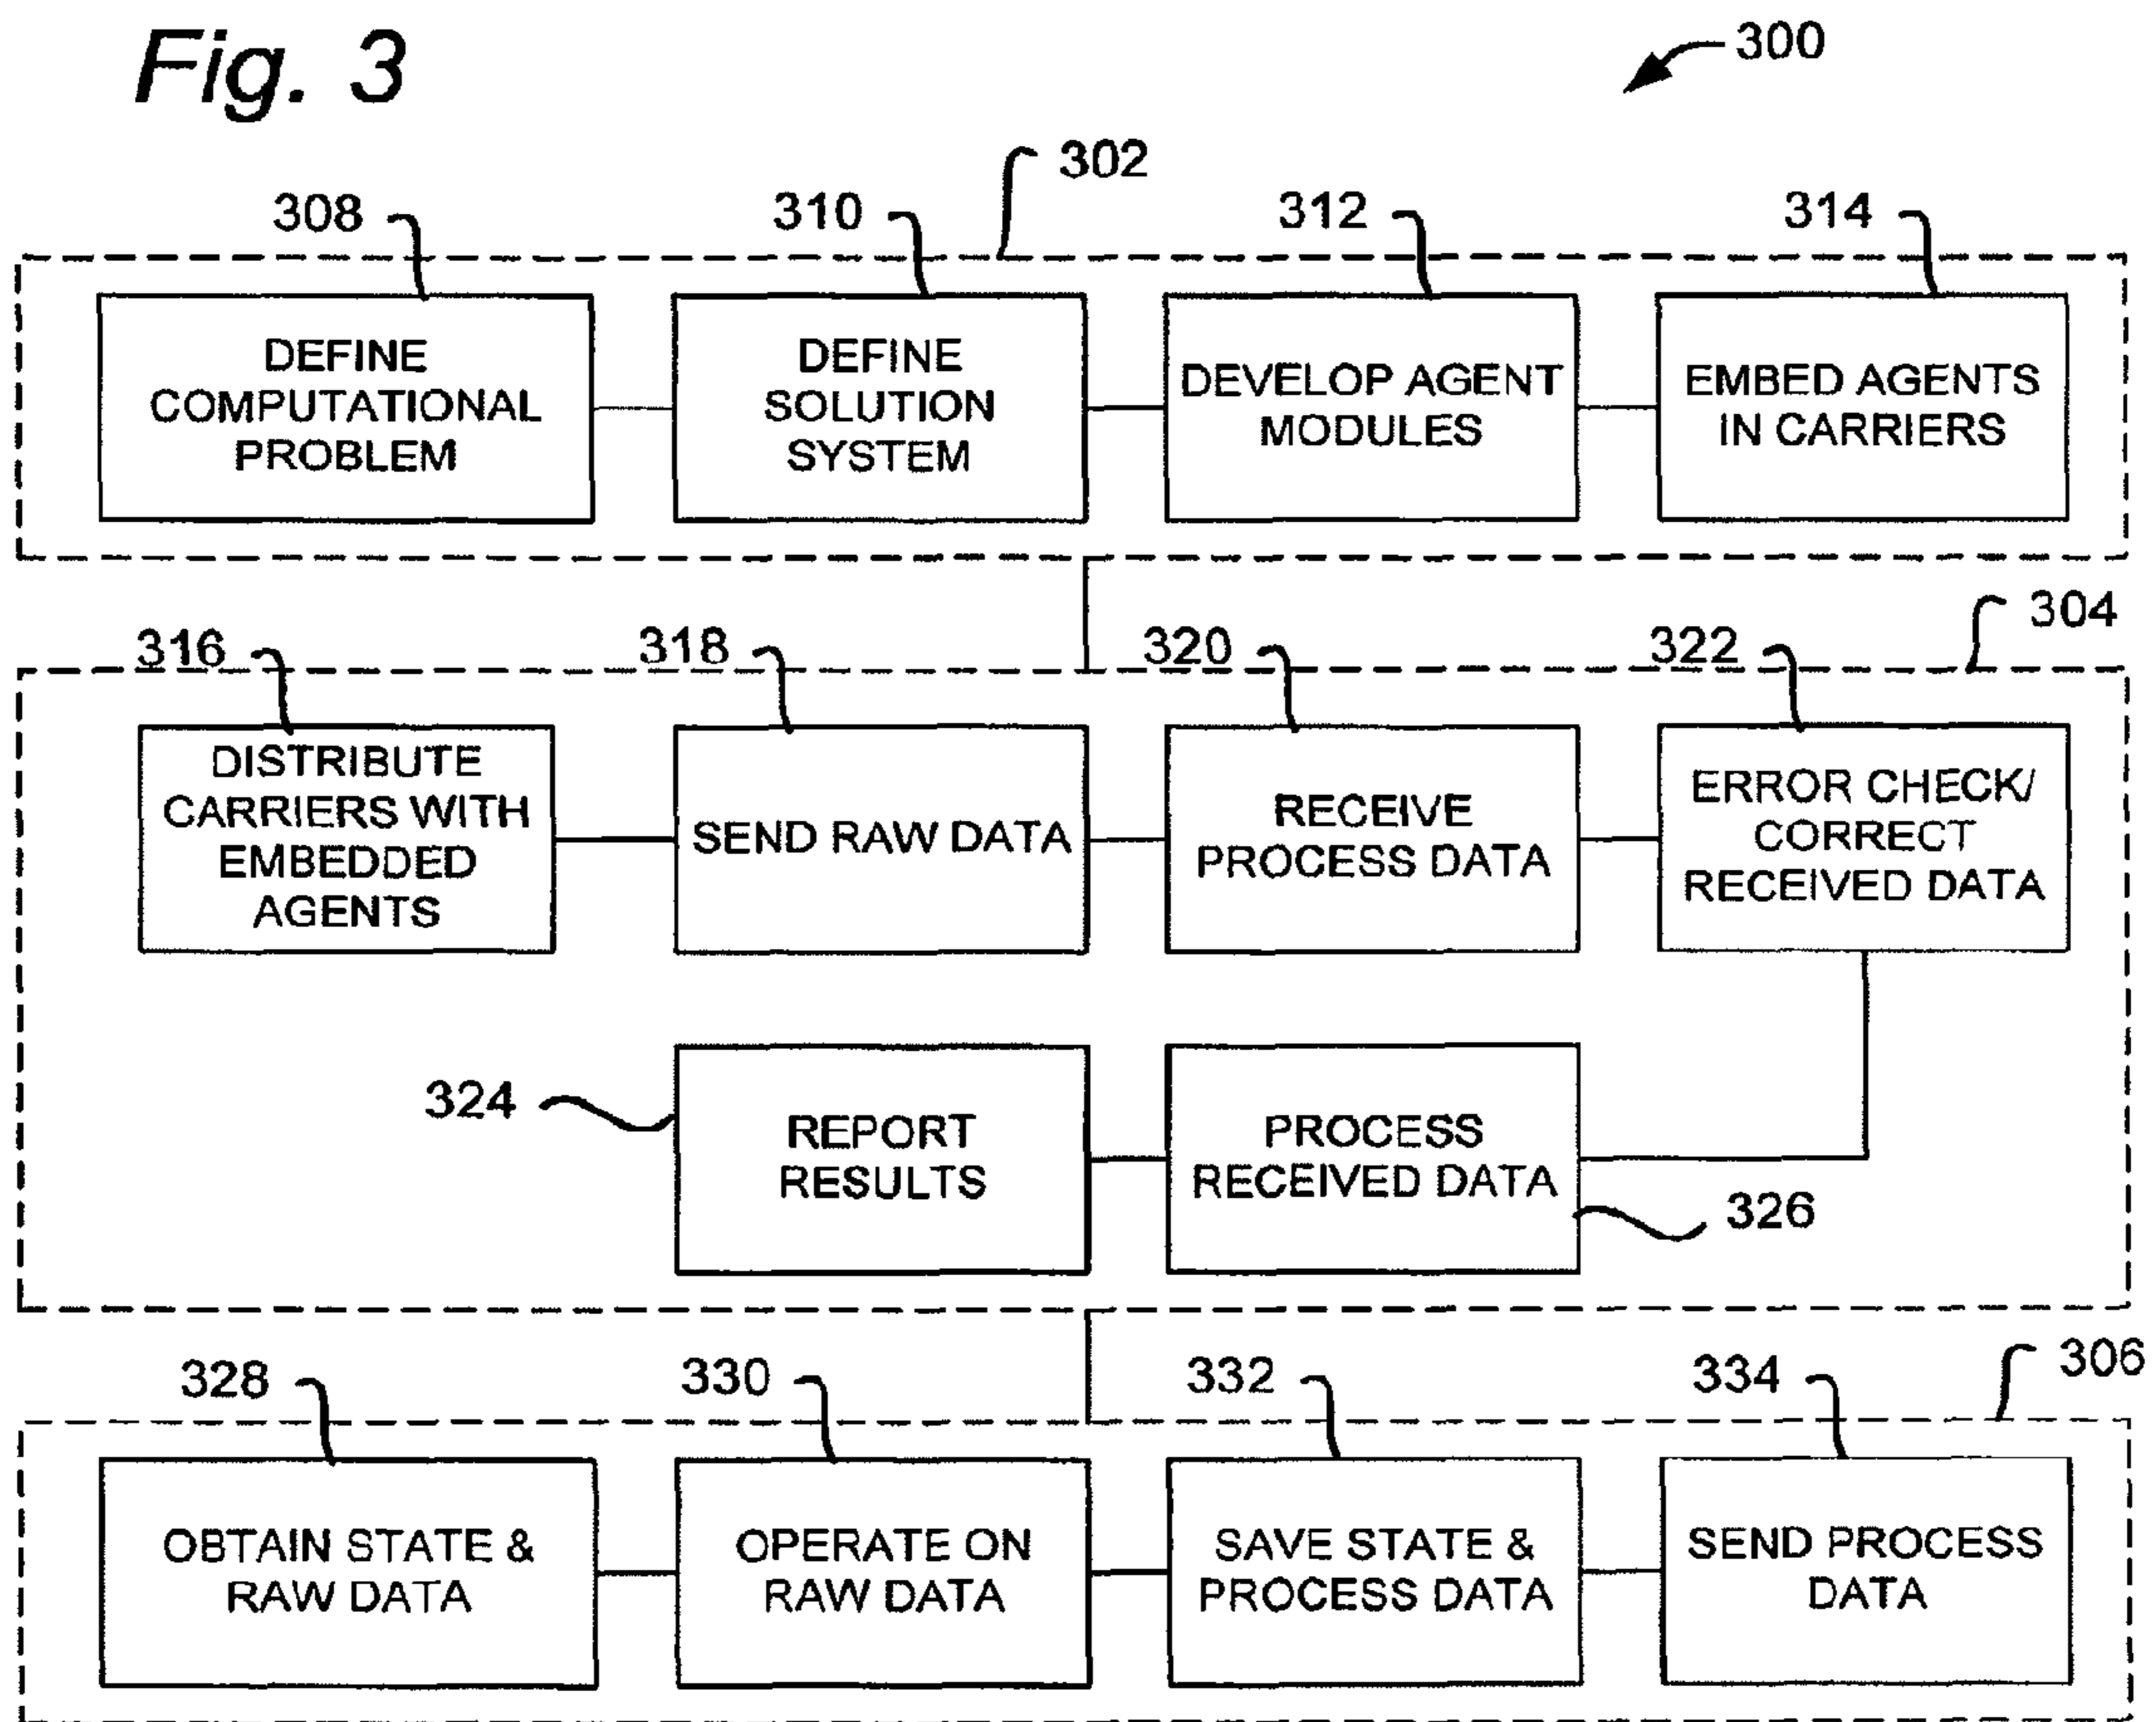 Fig. 3
300
302
308
310
312
314
DEFINE
COMPUTATIONAL
PROBLEM
DEFINE
SOLUTION
SYSTEM
DEVELOP AGENT
MODULES
EMBED AGENTS
IN CARRIERS
304
316
318
320
322
DISTRIBUTE
CARRIERS WITH
EMBEDDED
AGENTS
SEND RAW DATA
RECEIVE
PROCESS DATA
ERROR CHECK/
CORRECT
RECEIVED DATA
324
REPORT
RESULTS
PROCESS
RECEIVED DATA
326
306
328
330
332
334
OBTAIN STATE &
RAW DATA
OPERATE ON
RAW DATA
SAVE STATE &
PROCESS DATA
SEND PROCESS
DATA